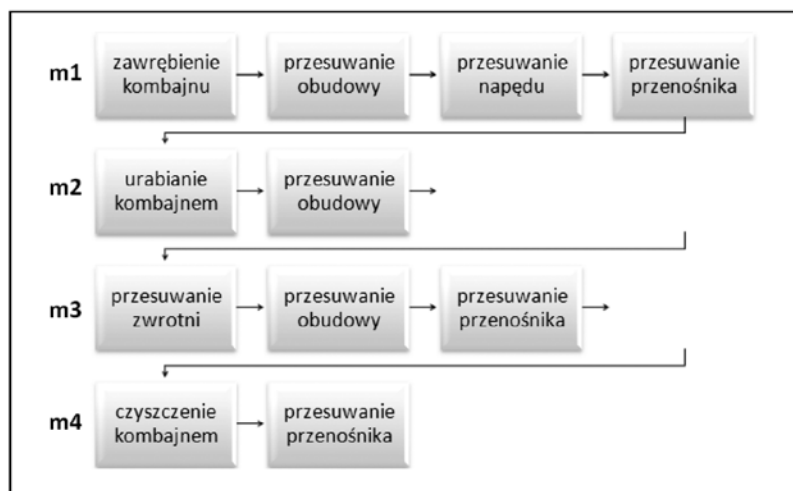 m1
zawrębienie
kombajnu
przesuwanie
obudowy
przesuwanie
napędu
przesuwanie
przenośnika
m2
urabianie
kombajnem
przesuwanie
obudowy
m3
przesuwanie
zwrotni
przesuwanie
obudowy
przesuwanie
przenośnika
m4
czyszczenie
kombajnem
przesuwanie
przenośnika